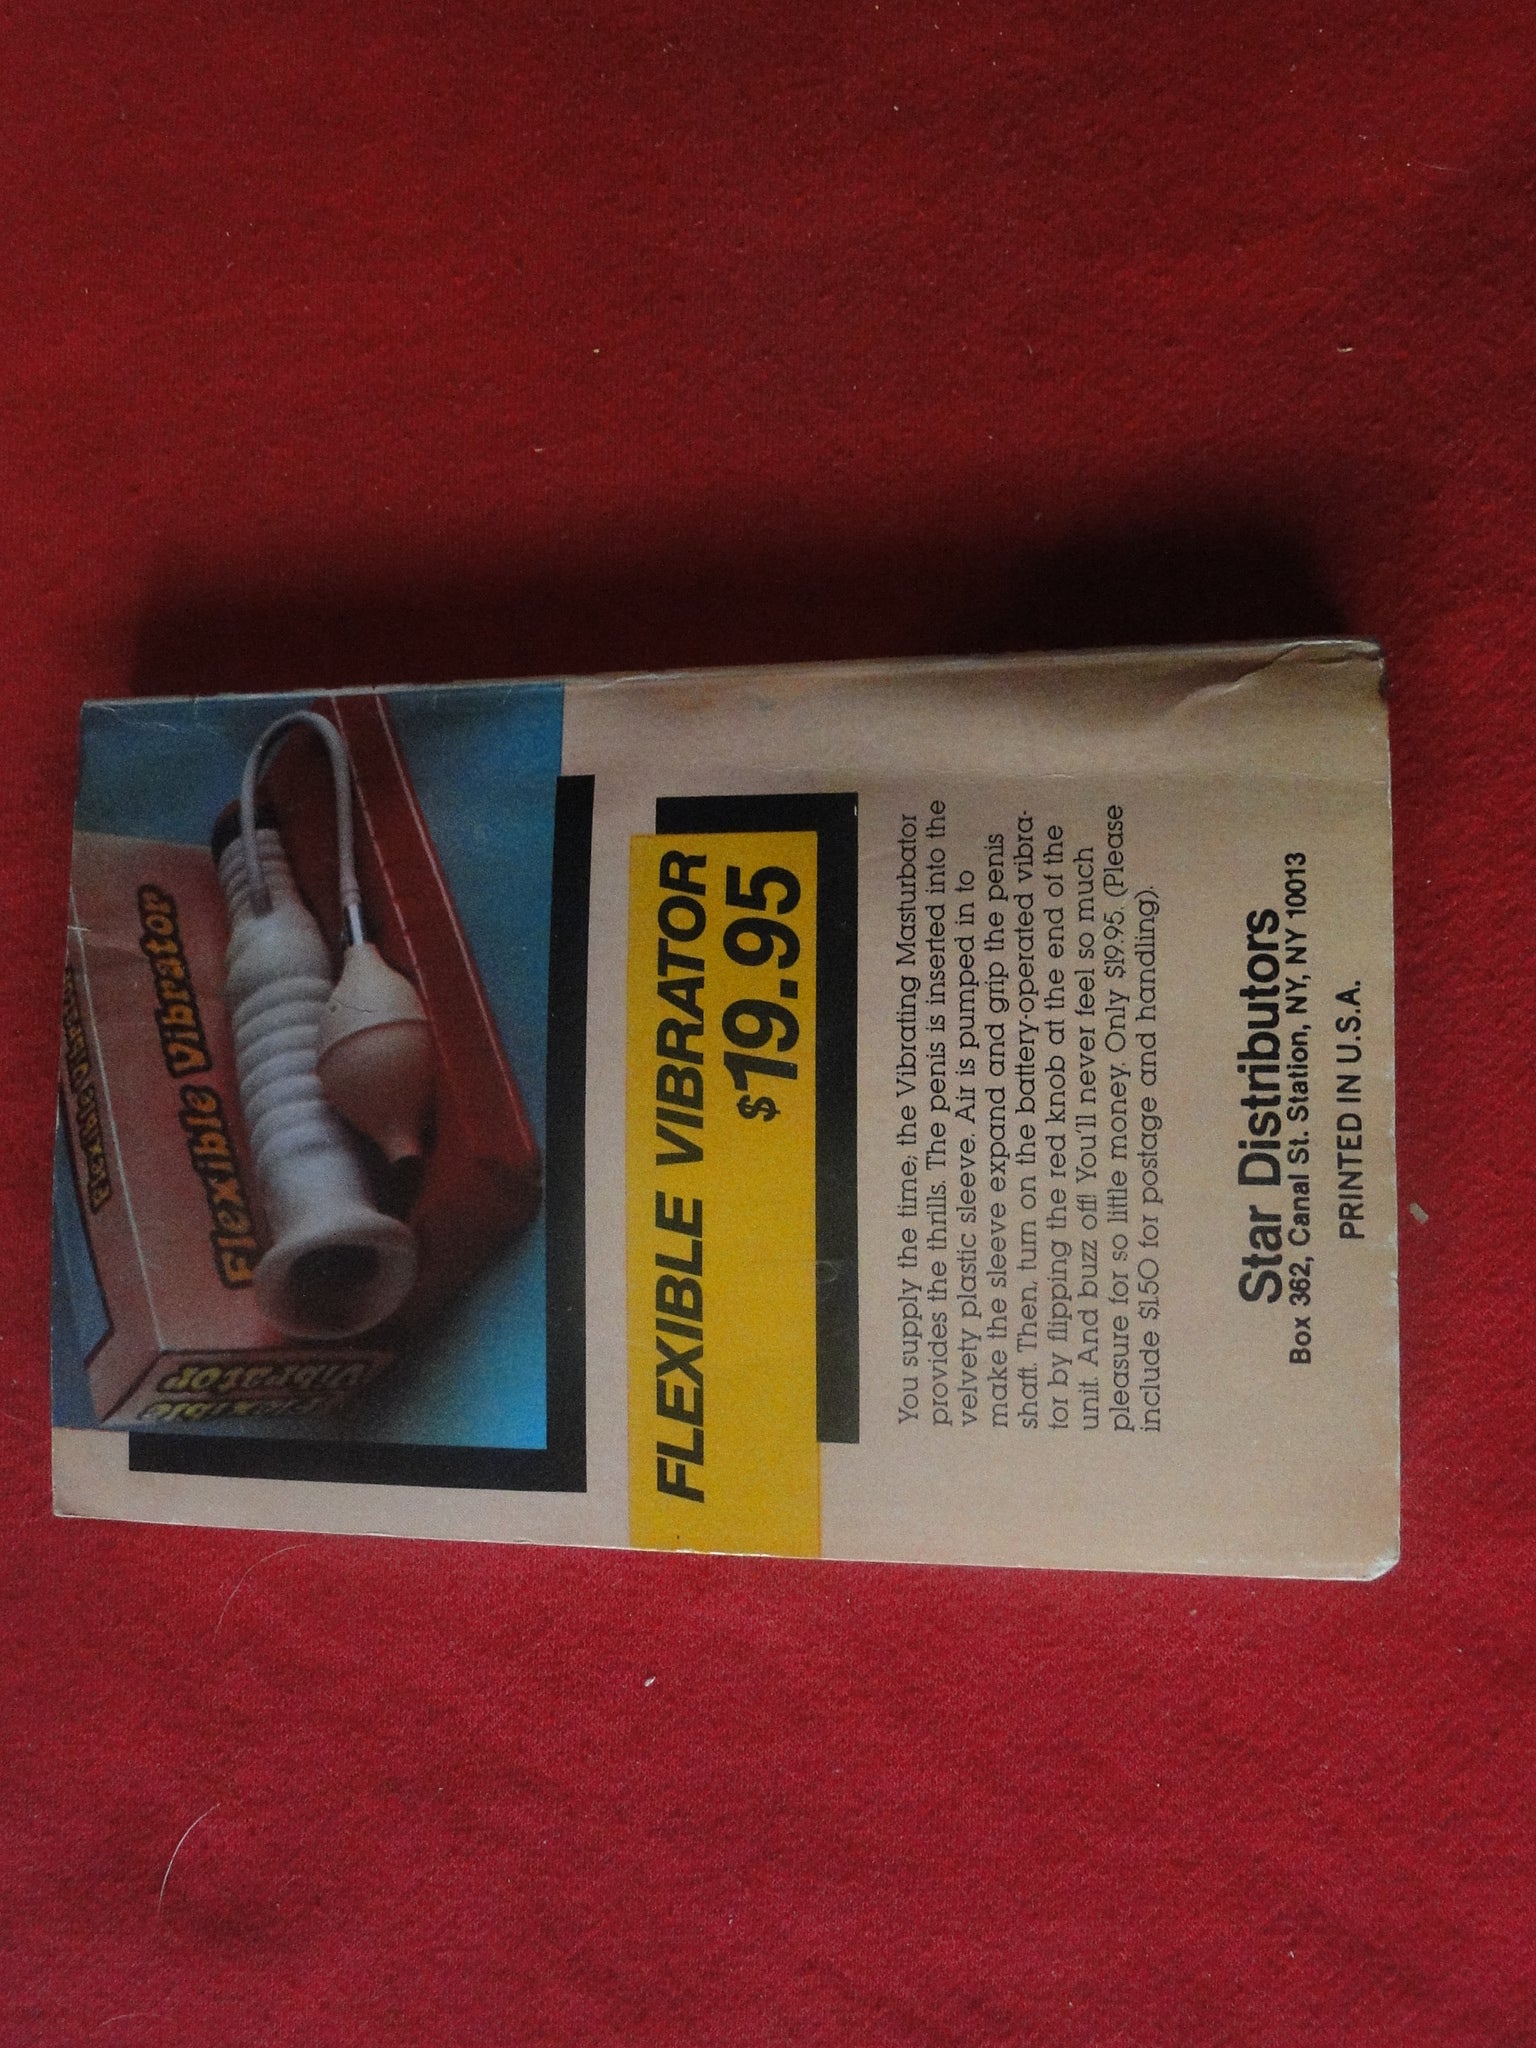 Flexible Vibrator
Flexible Vibrator
Flexible
Vibrator
FLEXIBLE VIBRATOR
$19.95
You supply the time; the Vibrating Masturbator
provides the thrills. The penis is inserted into the
velvety plastic sleeve. Air is pumped in to
make the sleeve expand and grip the penis
shaft. Then, turn on the battery-operated vibra-
tor by flipping the red knob at the end of the
unit. And buzz off! You'll never feel so much
pleasure for so little money. Only $19.95. (Please
include $1.50 for postage and handling).
Star Distributors
Box 362, Canal St. Station, NY, NY 10013
PRINTED IN U.S.A.